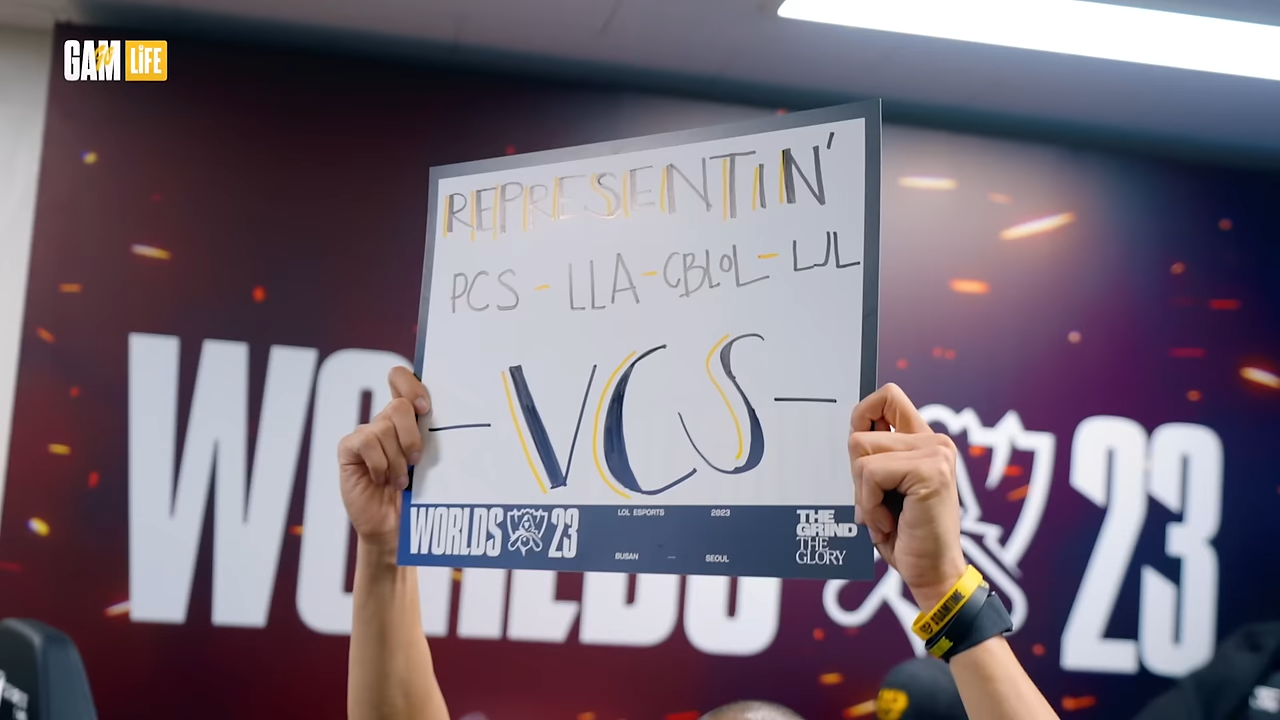 GAM LIFE
REPRESENTIN'
PCS - LLA - CBLOL - LJL
- VCS -
WORLDS 23
LOL ESPORTS 2023
BUSAN — SEOUL
THE
GRIND
THE
GLORY
WORLDS 23
#GAMTIME